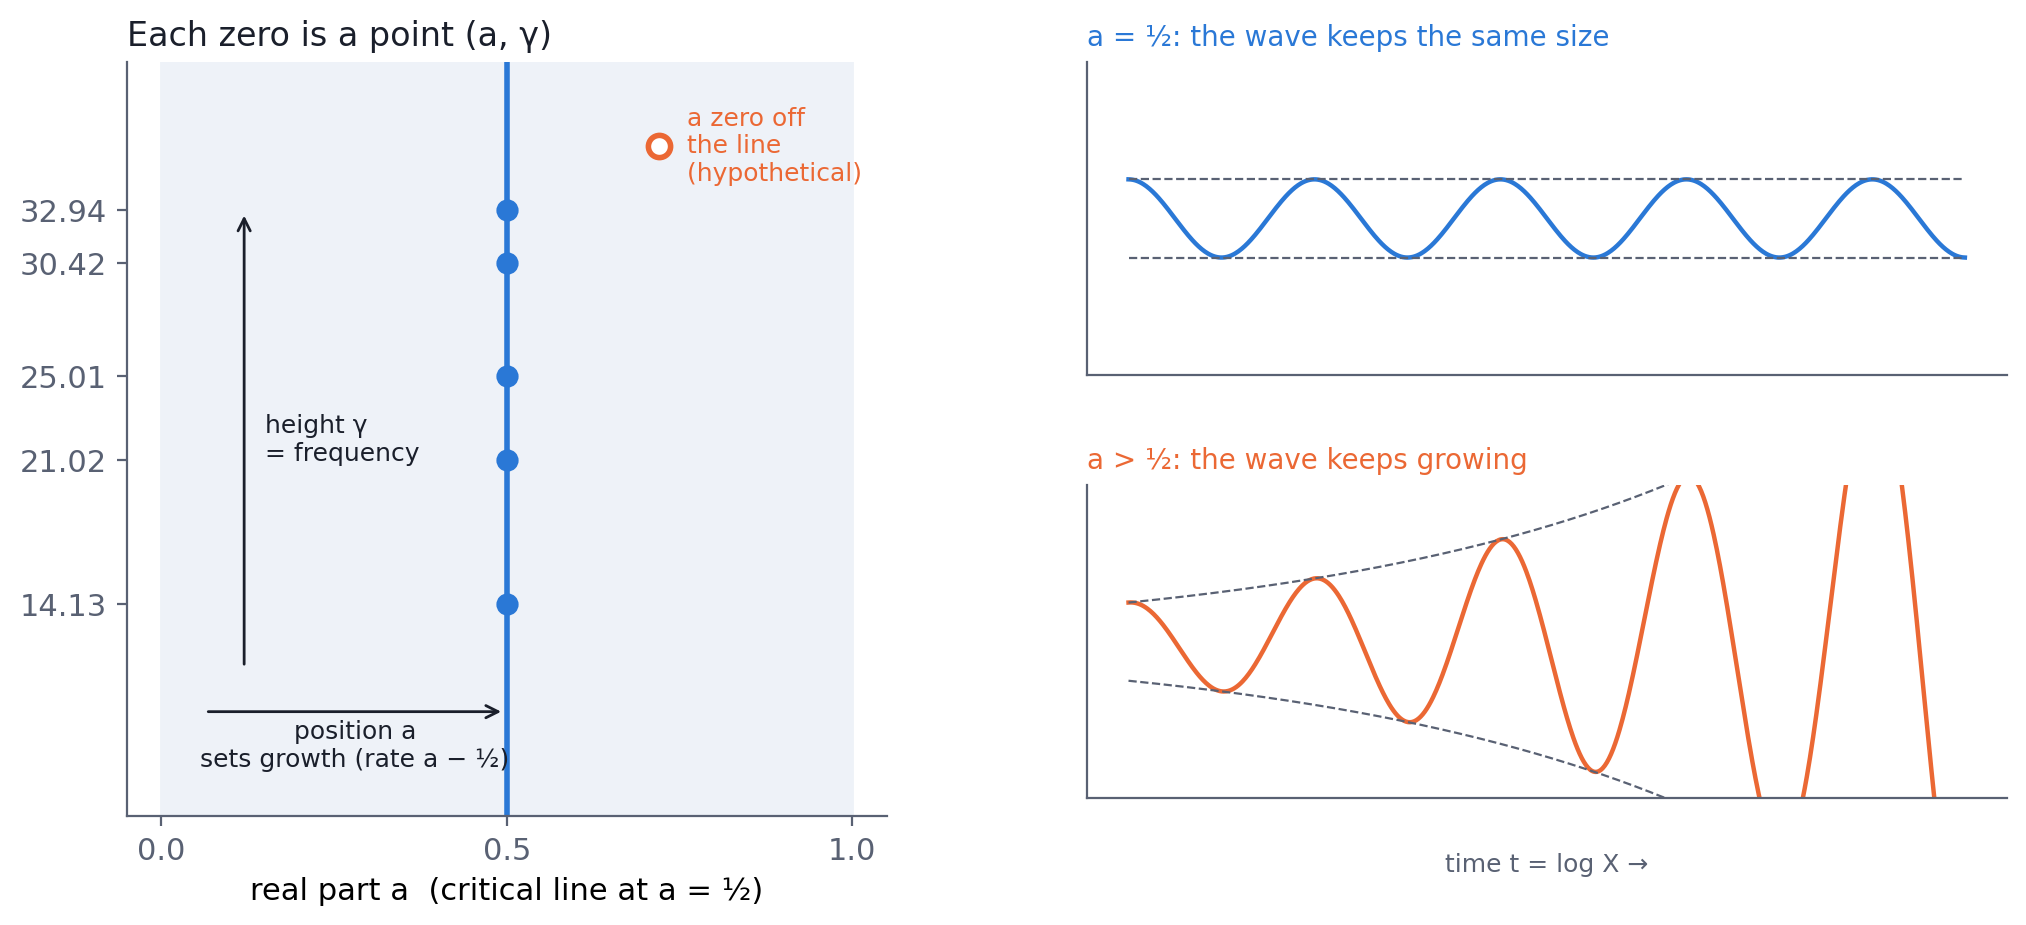 Each zero is a point (a, γ)
a zero off
the line
(hypothetical)
32.94
30.42
25.01
21.02
14.13
height γ
= frequency
position a
sets growth (rate a − ½)
0.0
0.5
1.0
real part a  (critical line at a = ½)
a = ½: the wave keeps the same size
a > ½: the wave keeps growing
time t = log X →